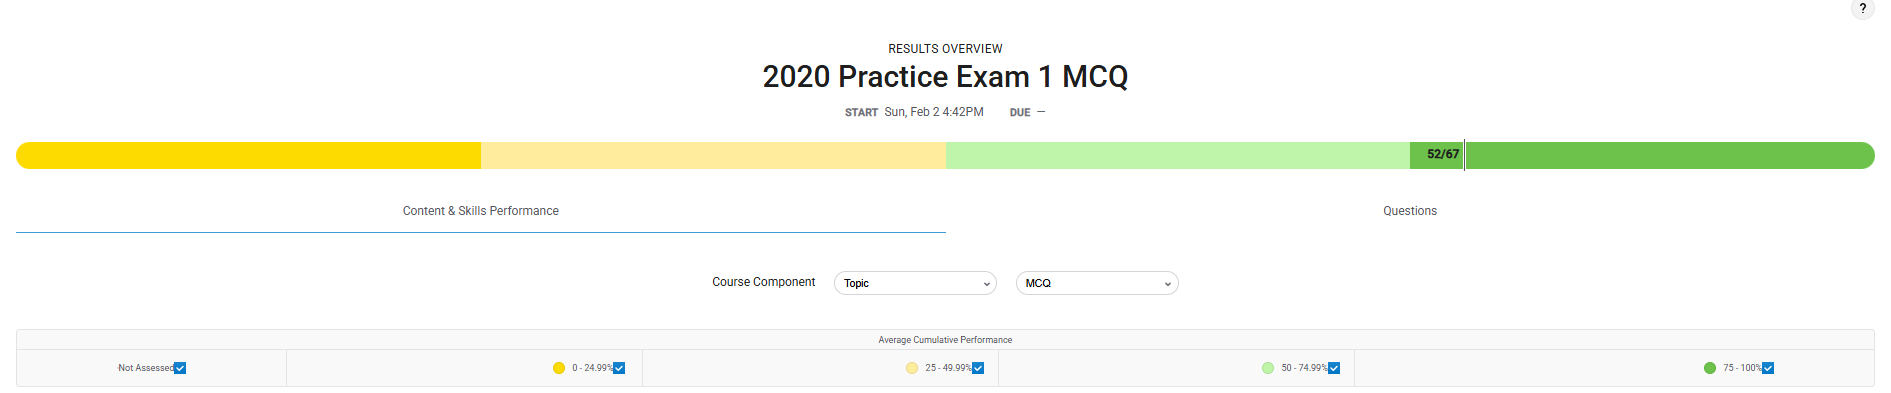 ?
RESULTS OVERVIEW
2020 Practice Exam 1 MCQ
START Sun, Feb 2 4:42PM DUE —
52/67
Content & Skills Performance Questions
Course Component Topic MCQ
Average Cumulative Performance
Not Assessed 0 - 24.99% 25 - 49.99% 50 - 74.99% 75 - 100%